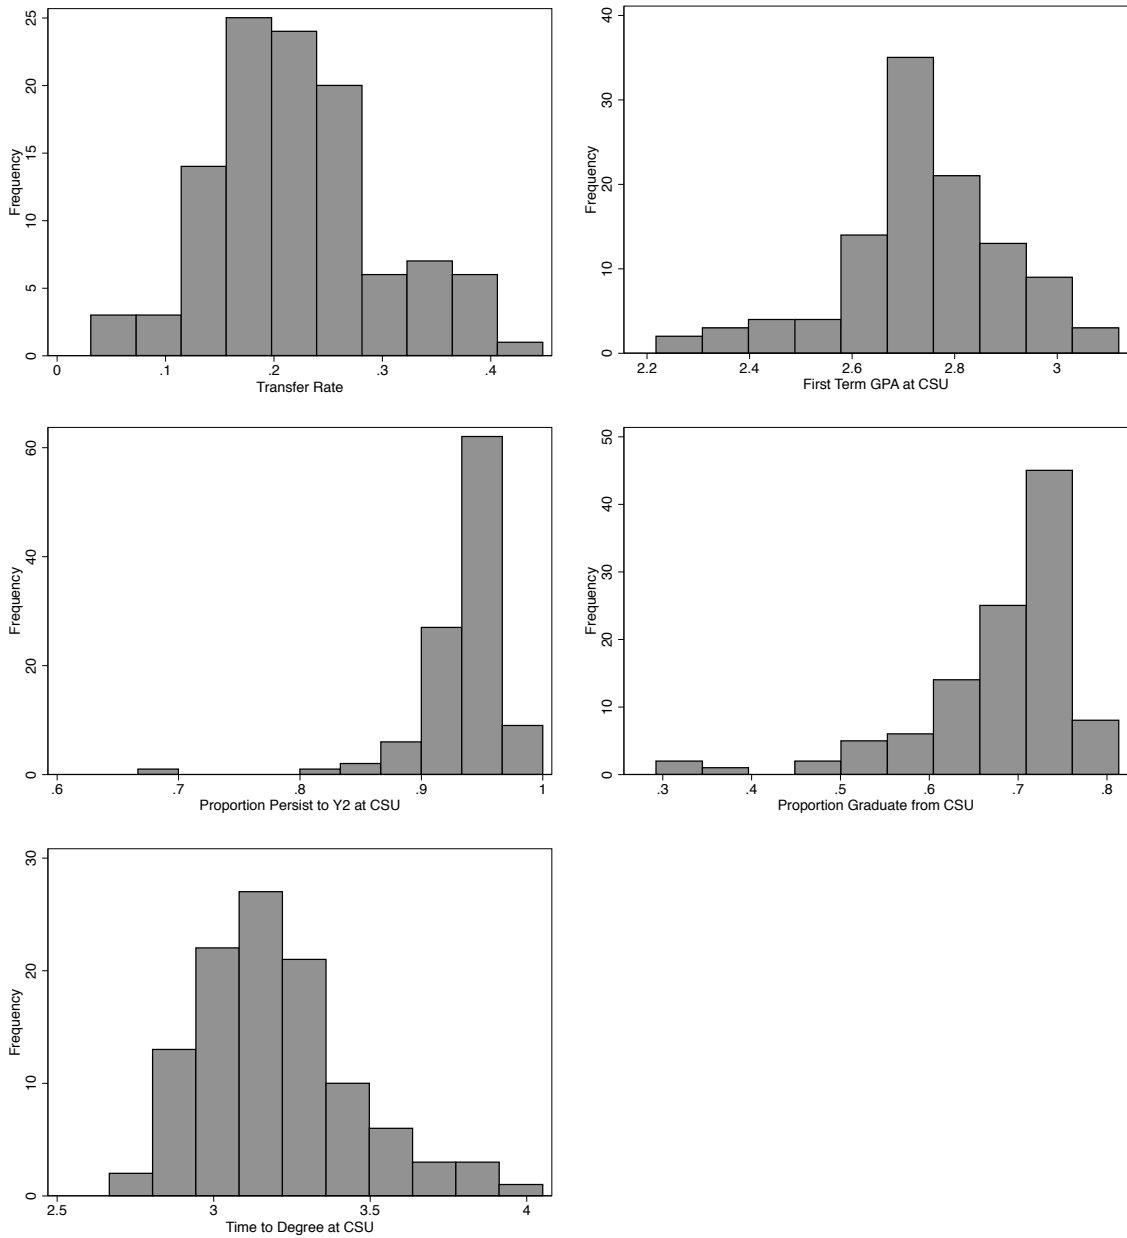 Frequency
0
5
10
15
20
25
0 .1 .2 .3 .4
Transfer Rate
Frequency
0
10
20
30
40
2.2 2.4 2.6 2.8 3
First Term GPA at CSU
Frequency
0
20
40
60
.6 .7 .8 .9 1
Proportion Persist to Y2 at CSU
Frequency
0
10
20
30
40
50
.3 .4 .5 .6 .7 .8
Proportion Graduate from CSU
Frequency
0
10
20
30
2.5 3 3.5 4
Time to Degree at CSU